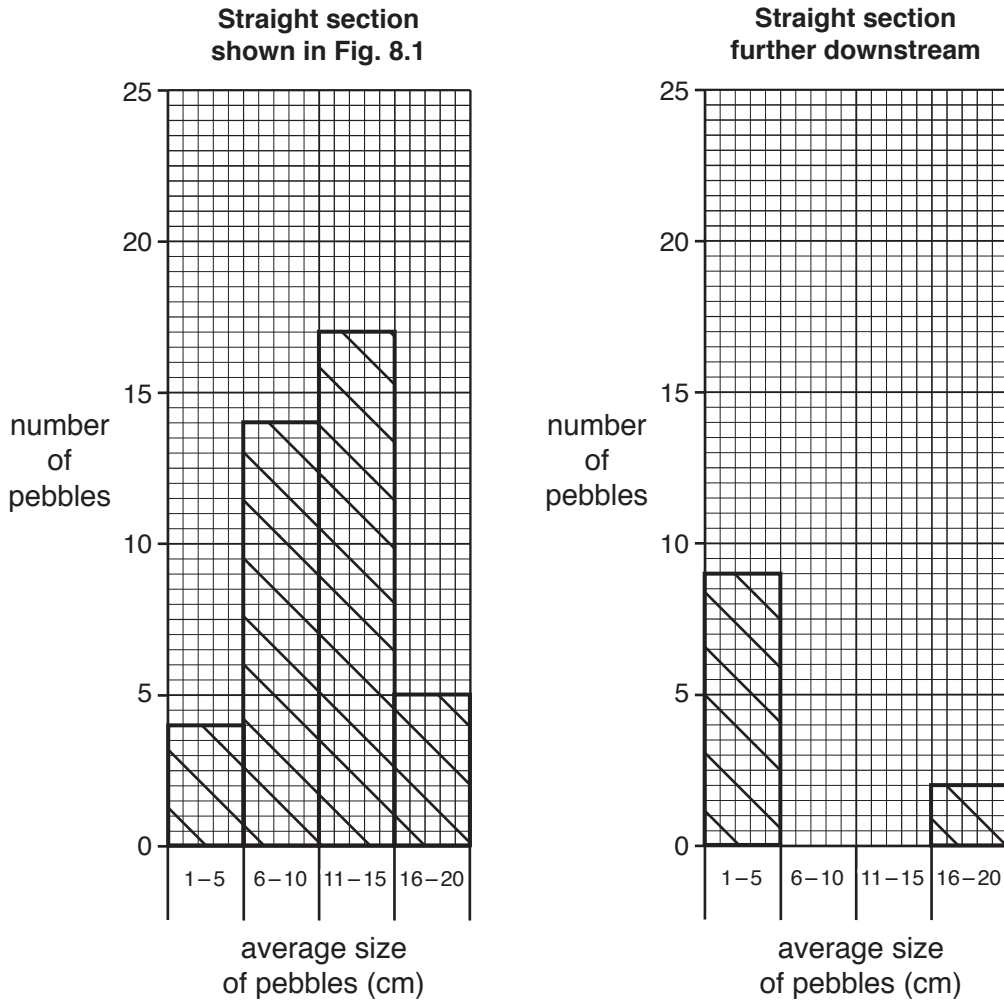 Straight section
shown in Fig. 8.1
25
20
15
10
5
0
number
of
pebbles
1–5 6–10 11–15 16–20
average size
of pebbles (cm)
Straight section
further downstream
25
20
15
10
5
0
number
of
pebbles
1–5 6–10 11–15 16–20
average size
of pebbles (cm)